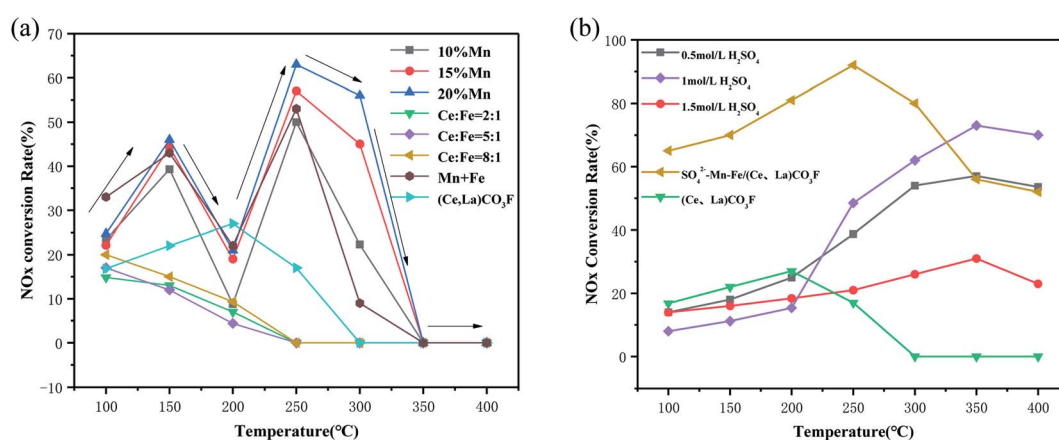 (a)
NOx conversion Rate(%)
70
60
50
40
30
20
10
0
−10
10%Mn
15%Mn
20%Mn
Ce:Fe=2:1
Ce:Fe=5:1
Ce:Fe=8:1
Mn+Fe
(Ce,La)CO₃F
100 150 200 250 300 350 400
Temperature(℃)
(b)
NOx Conversion Rate(%)
100
80
60
40
20
0
0.5mol/L H₂SO₄
1mol/L H₂SO₄
1.5mol/L H₂SO₄
SO₄²⁻-Mn-Fe/(Ce、La)CO₃F
(Ce、La)CO₃F
100 150 200 250 300 350 400
Temperature(℃)